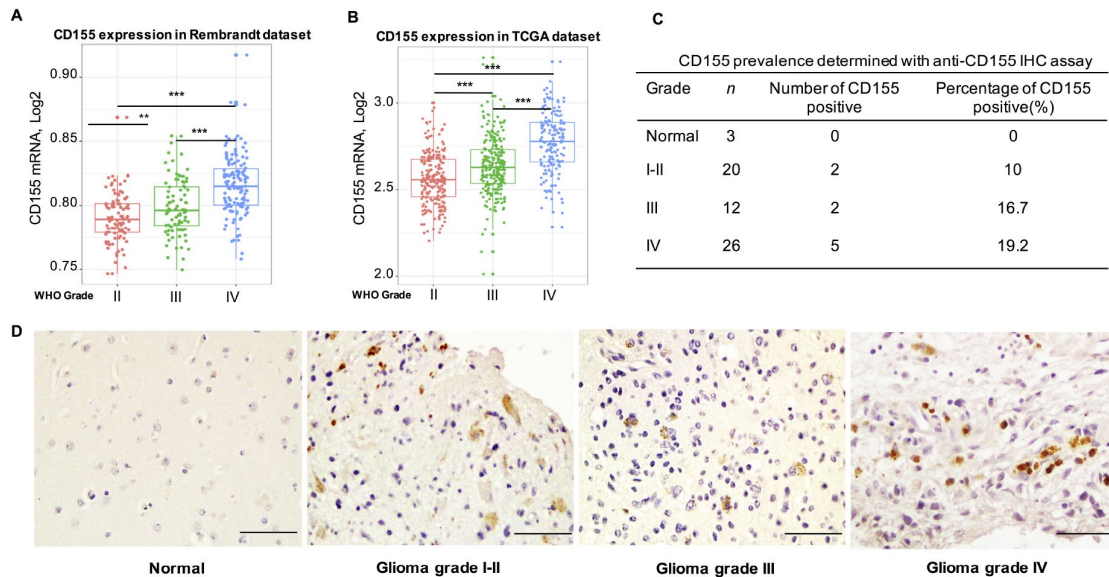 A
CD155 expression in Rembrandt dataset
CD155 mRNA, Log2
0.90
0.85
0.80
0.75
***
**
***
WHO Grade II III IV
B
CD155 expression in TCGA dataset
CD155 mRNA, Log2
3.0
2.5
2.0
***
***
***
WHO Grade II III IV
C
CD155 prevalence determined with anti-CD155 IHC assay
Grade n Number of CD155 positive Percentage of CD155 positive(%)
Normal 3 0 0
I-II 20 2 10
III 12 2 16.7
IV 26 5 19.2
D
Normal Glioma grade I-II Glioma grade III Glioma grade IV